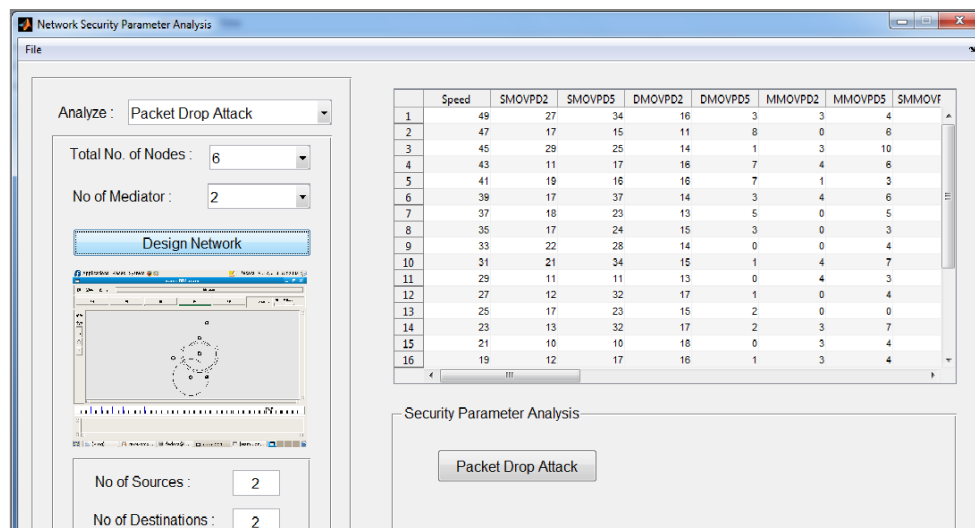 Network Security Parameter Analysis
File
Analyze : Packet Drop Attack
Total No. of Nodes : 6
No of Mediator : 2
Design Network
No of Sources : 2
No of Destinations : 2
Speed SMOVPD2 SMOVPD5 DMOVPD2 DMOVPD5 MMOVPD2 MMOVPD5 SMMOVF
1 49 27 34 16 3 3 4
2 47 17 15 11 8 0 6
3 45 29 25 14 1 3 10
4 43 11 17 16 7 4 6
5 41 19 16 16 7 1 3
6 39 17 37 14 3 4 6
7 37 18 23 13 5 0 5
8 35 17 24 15 3 0 3
9 33 22 28 14 0 0 4
10 31 21 34 15 1 4 7
11 29 11 11 13 0 4 3
12 27 12 32 17 1 0 4
13 25 17 23 15 2 0 0
14 23 13 32 17 2 3 7
15 21 10 10 18 0 3 4
16 19 12 17 16 1 3 4
Security Parameter Analysis
Packet Drop Attack